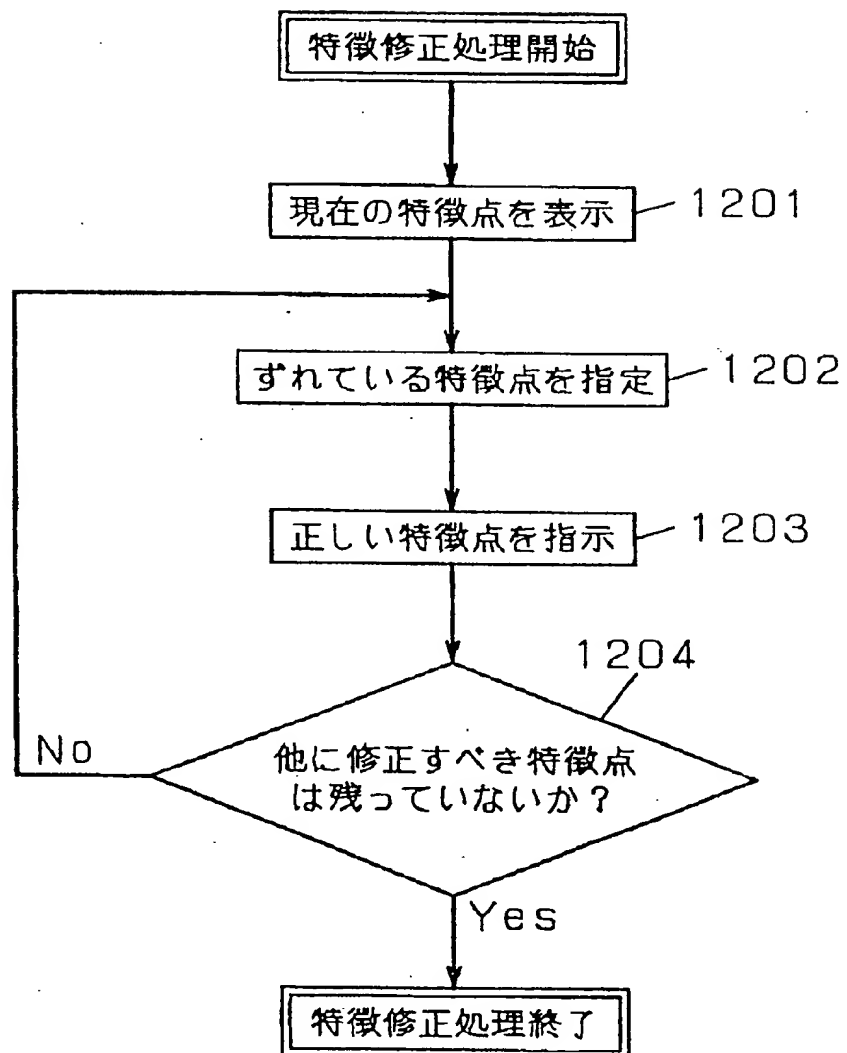 特徴修正処理開始
現在の特徴点を表示
1201
ずれている特徴点を指定
1202
正しい特徴点を指示
1203
1204
No
他に修正すべき特徴点
は残っていないか？
Yes
特徴修正処理終了